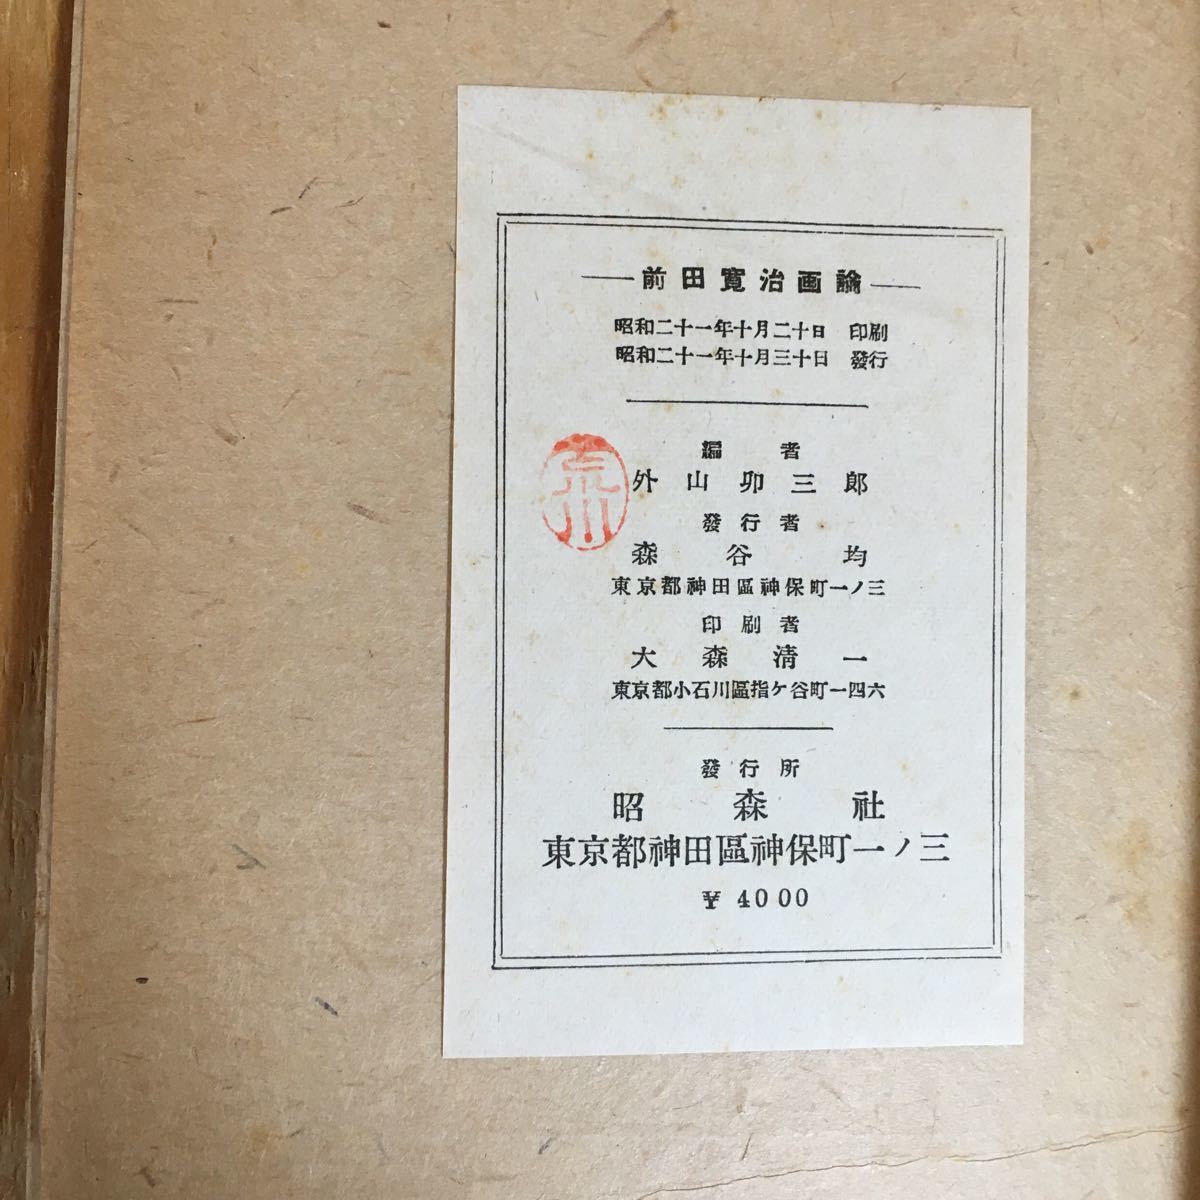 前田寛治画論
昭和二十一年十月二十日 印刷
昭和二十一年十月三十日 發行
編者
外山卯三郎
發行者
森谷均
東京都神田區神保町一ノ三
印刷者
大森淸一
東京都小石川區指ケ谷町一四六
發行所
昭森社
東京都神田區神保町一ノ三
¥ 40 00